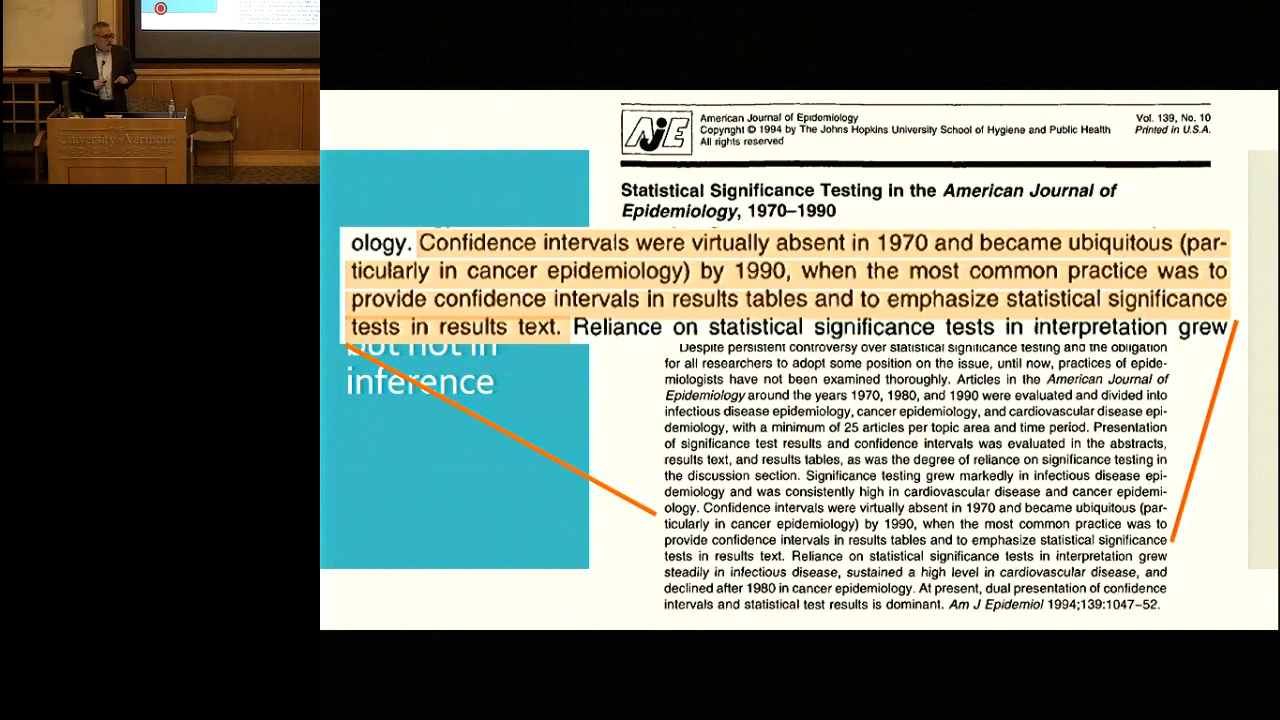 THE
University of Vermont
MEDICAL CENTER
AJE
American Journal of Epidemiology
Copyright © 1994 by The Johns Hopkins University School of Hygiene and Public Health
All rights reserved
Vol. 139, No. 10
Printed in U.S.A.
Statistical Significance Testing in the American Journal of
Epidemiology, 1970–1990
ology. Confidence intervals were virtually absent in 1970 and became ubiquitous (par-
ticularly in cancer epidemiology) by 1990, when the most common practice was to
provide confidence intervals in results tables and to emphasize statistical significance
tests in results text. Reliance on statistical significance tests in interpretation grew
but not in
inference
Despite persistent controversy over statistical significance testing and the obligation
for all researchers to adopt some position on the issue, until now, practices of epide-
miologists have not been examined thoroughly. Articles in the American Journal of
Epidemiology around the years 1970, 1980, and 1990 were evaluated and divided into
infectious disease epidemiology, cancer epidemiology, and cardiovascular disease epi-
demiology, with a minimum of 25 articles per topic area and time period. Presentation
of significance test results and confidence intervals was evaluated in the abstracts,
results text, and results tables, as was the degree of reliance on significance testing in
the discussion section. Significance testing grew markedly in infectious disease epi-
demiology and was consistently high in cardiovascular disease and cancer epidemi-
ology. Confidence intervals were virtually absent in 1970 and became ubiquitous (par-
ticularly in cancer epidemiology) by 1990, when the most common practice was to
provide confidence intervals in results tables and to emphasize statistical significance
tests in results text. Reliance on statistical significance tests in interpretation grew
steadily in infectious disease, sustained a high level in cardiovascular disease, and
declined after 1980 in cancer epidemiology. At present, dual presentation of confidence
intervals and statistical test results is dominant. Am J Epidemiol 1994;139:1047–52.